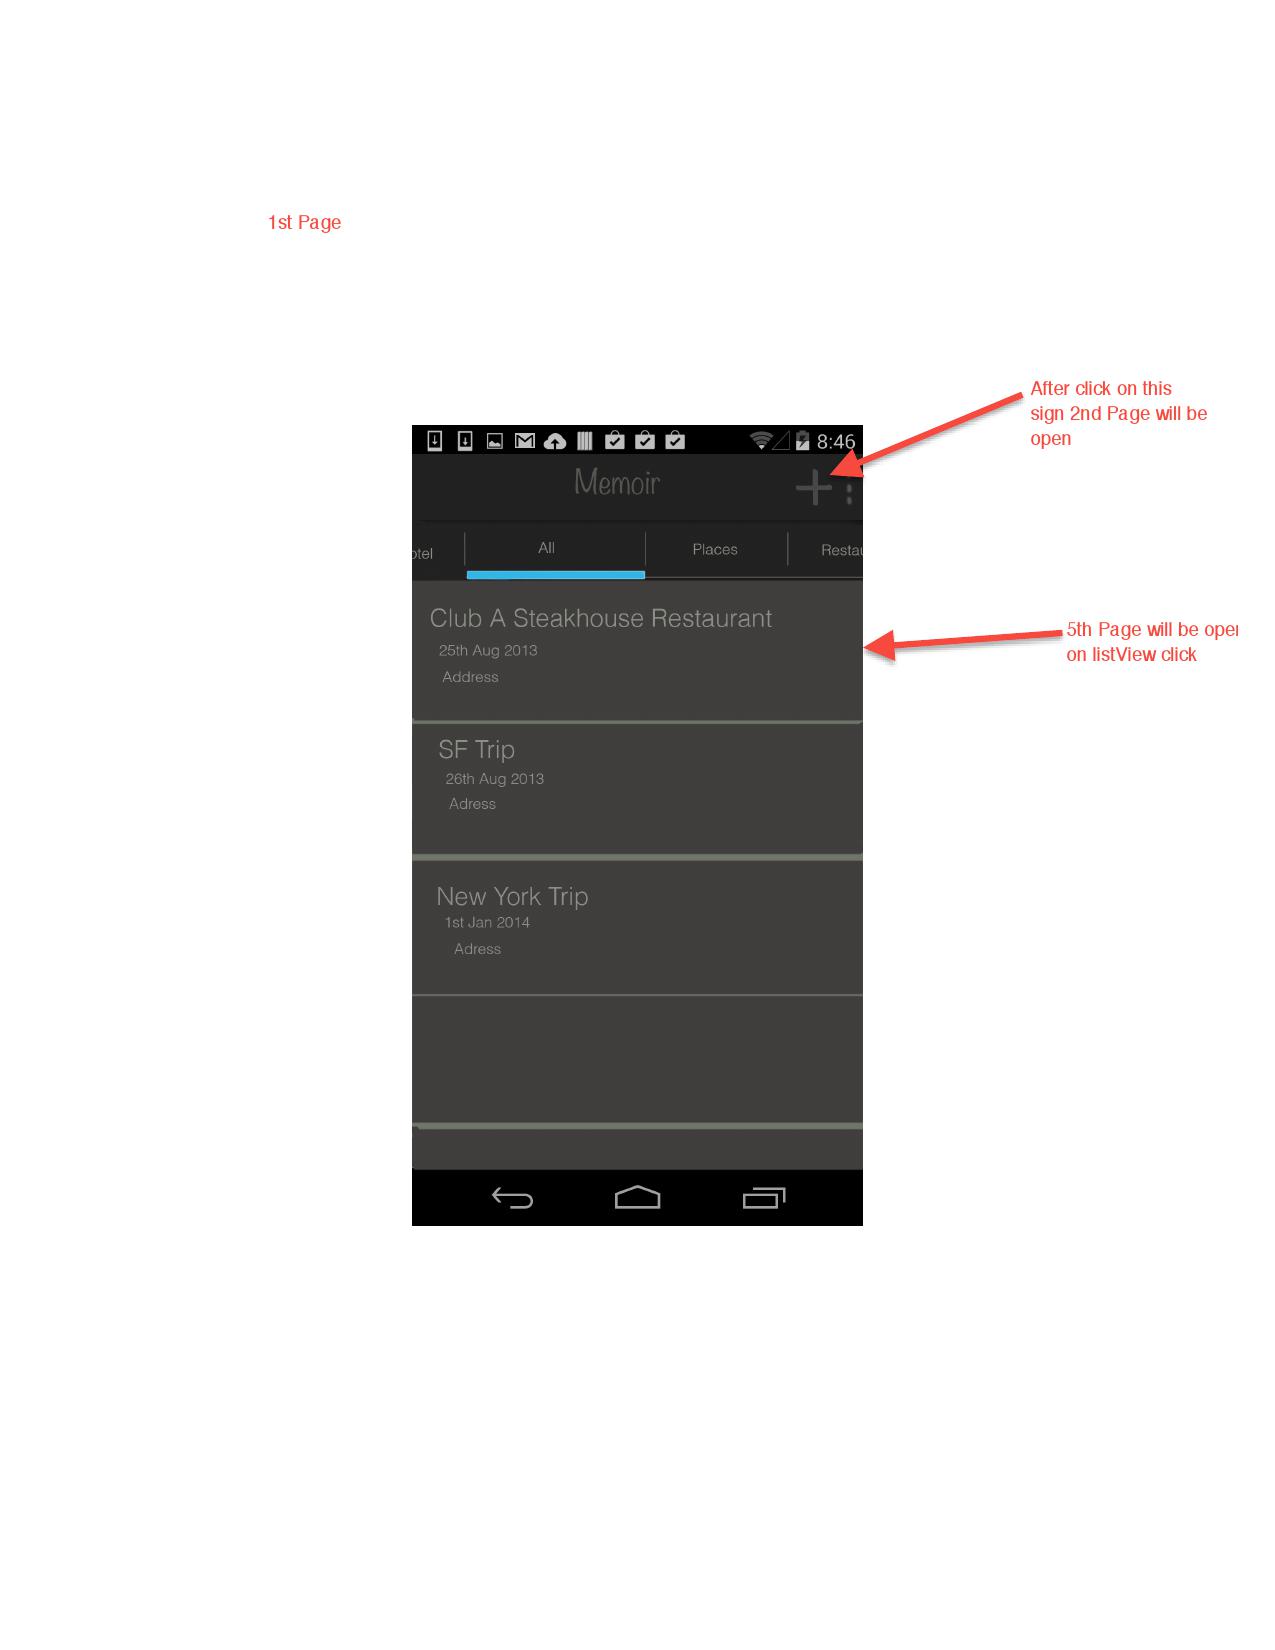 1st Page
After click on this
sign 2nd Page will be
open
8:46
Memoir
otel
All
Places
Restau
Club A Steakhouse Restaurant
25th Aug 2013
Address
5th Page will be open
on listView click
SF Trip
26th Aug 2013
Adress
New York Trip
1st Jan 2014
Adress